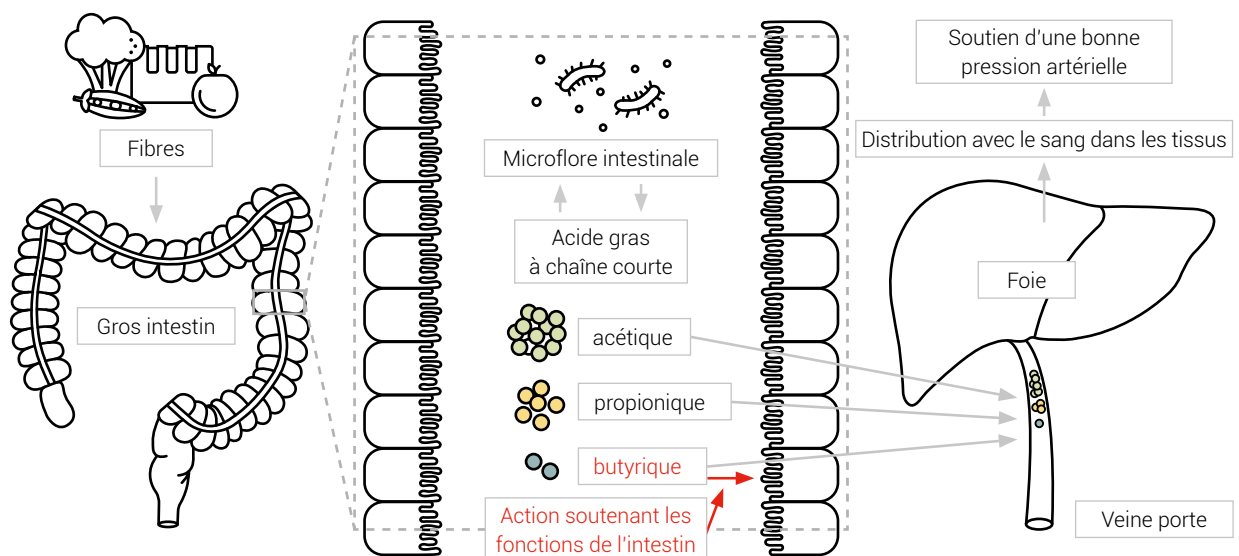 Fibres
Gros intestin
Microflore intestinale
Acide gras
à chaîne courte
acétique
propionique
butyrique
Action soutenant les
fonctions de l'intestin
Soutien d'une bonne
pression artérielle
Distribution avec le sang dans les tissus
Foie
Veine porte